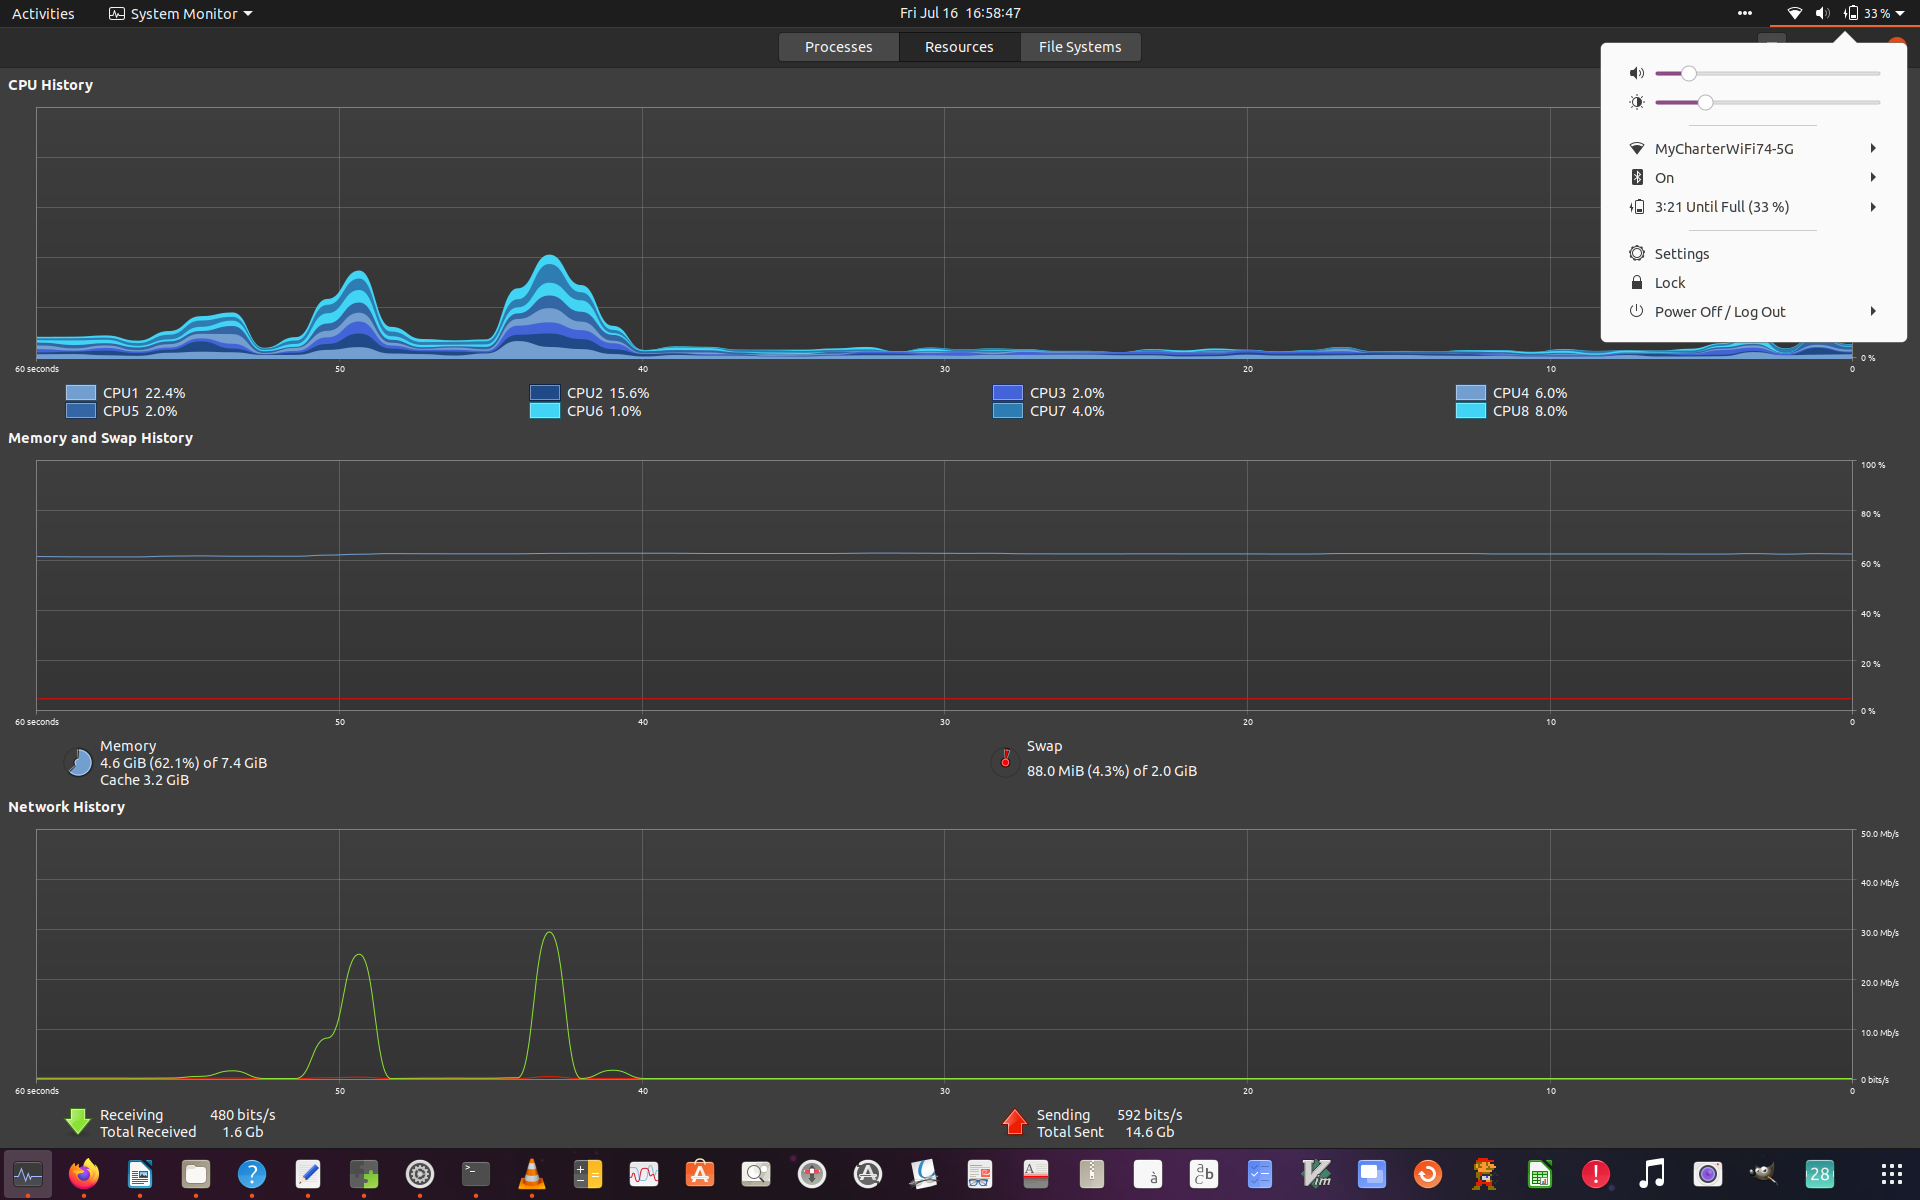 Activities
System Monitor
Fri Jul 16 16:58:47
33 %
Processes
Resources
File Systems
MyCharterWiFi74-5G
On
3:21 Until Full (33 %)
Settings
Lock
Power Off / Log Out
CPU History
0 %
60 seconds 50 40 30 20 10 0
CPU1 22.4% CPU2 15.6% CPU3 2.0% CPU4 6.0%
CPU5 2.0% CPU6 1.0% CPU7 4.0% CPU8 8.0%
Memory and Swap History
100 %
80 %
60 %
40 %
20 %
0 %
60 seconds 50 40 30 20 10 0
Memory
4.6 GiB (62.1%) of 7.4 GiB
Cache 3.2 GiB
Swap
88.0 MiB (4.3%) of 2.0 GiB
Network History
50.0 Mb/s
40.0 Mb/s
30.0 Mb/s
20.0 Mb/s
10.0 Mb/s
0 bits/s
60 seconds 50 40 30 20 10 0
Receiving 480 bits/s
Total Received 1.6 Gb
Sending 592 bits/s
Total Sent 14.6 Gb
?
>_
A
à
a b c
Vim
!
28